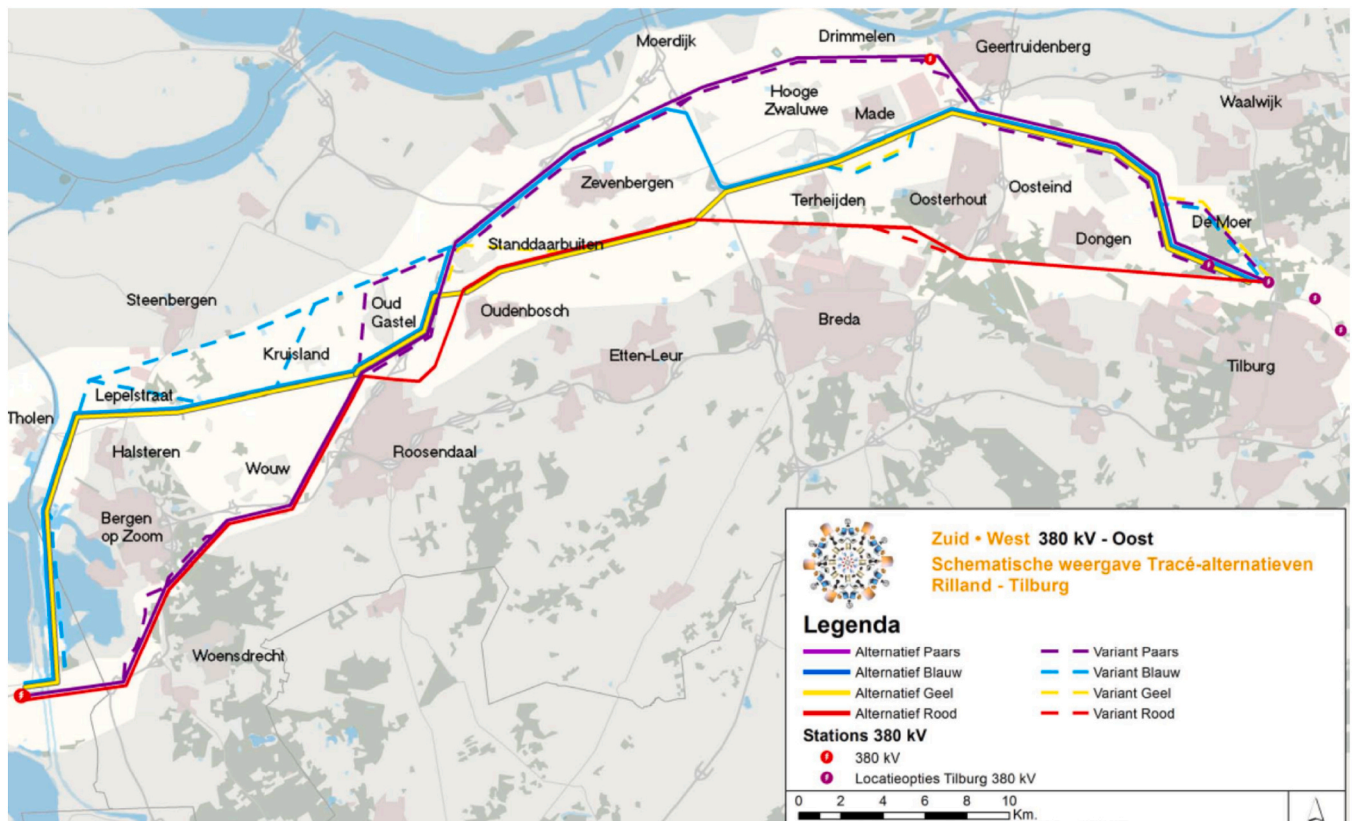 Moerdijk
Drimmelen
Geertruidenberg
Hooge
Zwaluwe
Made
Waalwijk
Zevenbergen
Terheijden
Oosterhout
Oosteind
De Moer
Dongen
Standdaarbuiten
Steenbergen
Oud
Gastel
Oudenbosch
Breda
Kruisland
Etten-Leur
Tilburg
Lepelstraat
Tholen
Halsteren
Wouw
Roosendaal
Bergen
op Zoom
Woensdrecht
Zuid • West 380 kV - Oost
Schematische weergave Tracé-alternatieven
Rilland - Tilburg
Legenda
Alternatief Paars
Variant Paars
Alternatief Blauw
Variant Blauw
Alternatief Geel
Variant Geel
Alternatief Rood
Variant Rood
Stations 380 kV
380 kV
Locatieopties Tilburg 380 kV
0 2 4 6 8 10
Km.